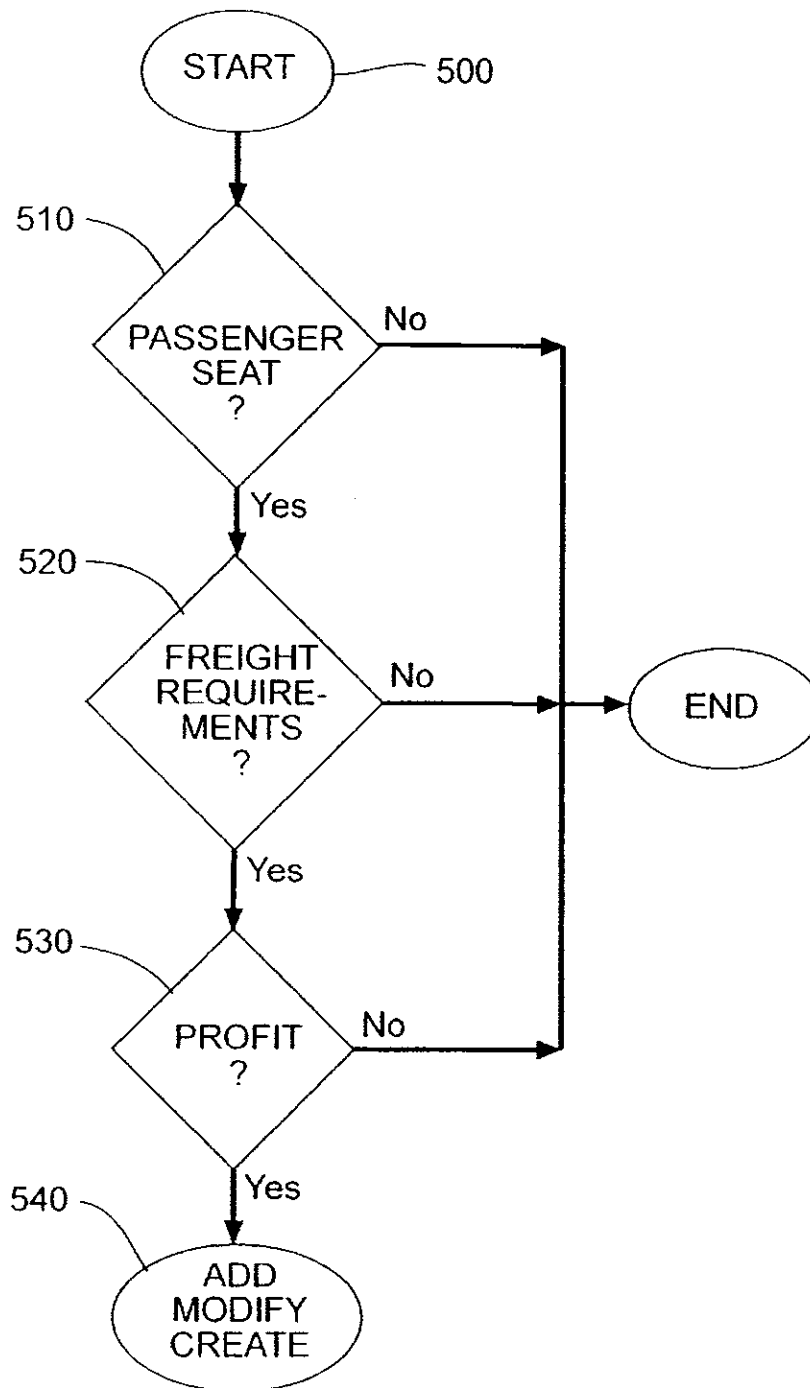 START
500
510
PASSENGER
SEAT
?
No
Yes
520
FREIGHT
REQUIRE-
MENTS
?
No
END
Yes
530
PROFIT
?
No
Yes
540
ADD
MODIFY
CREATE